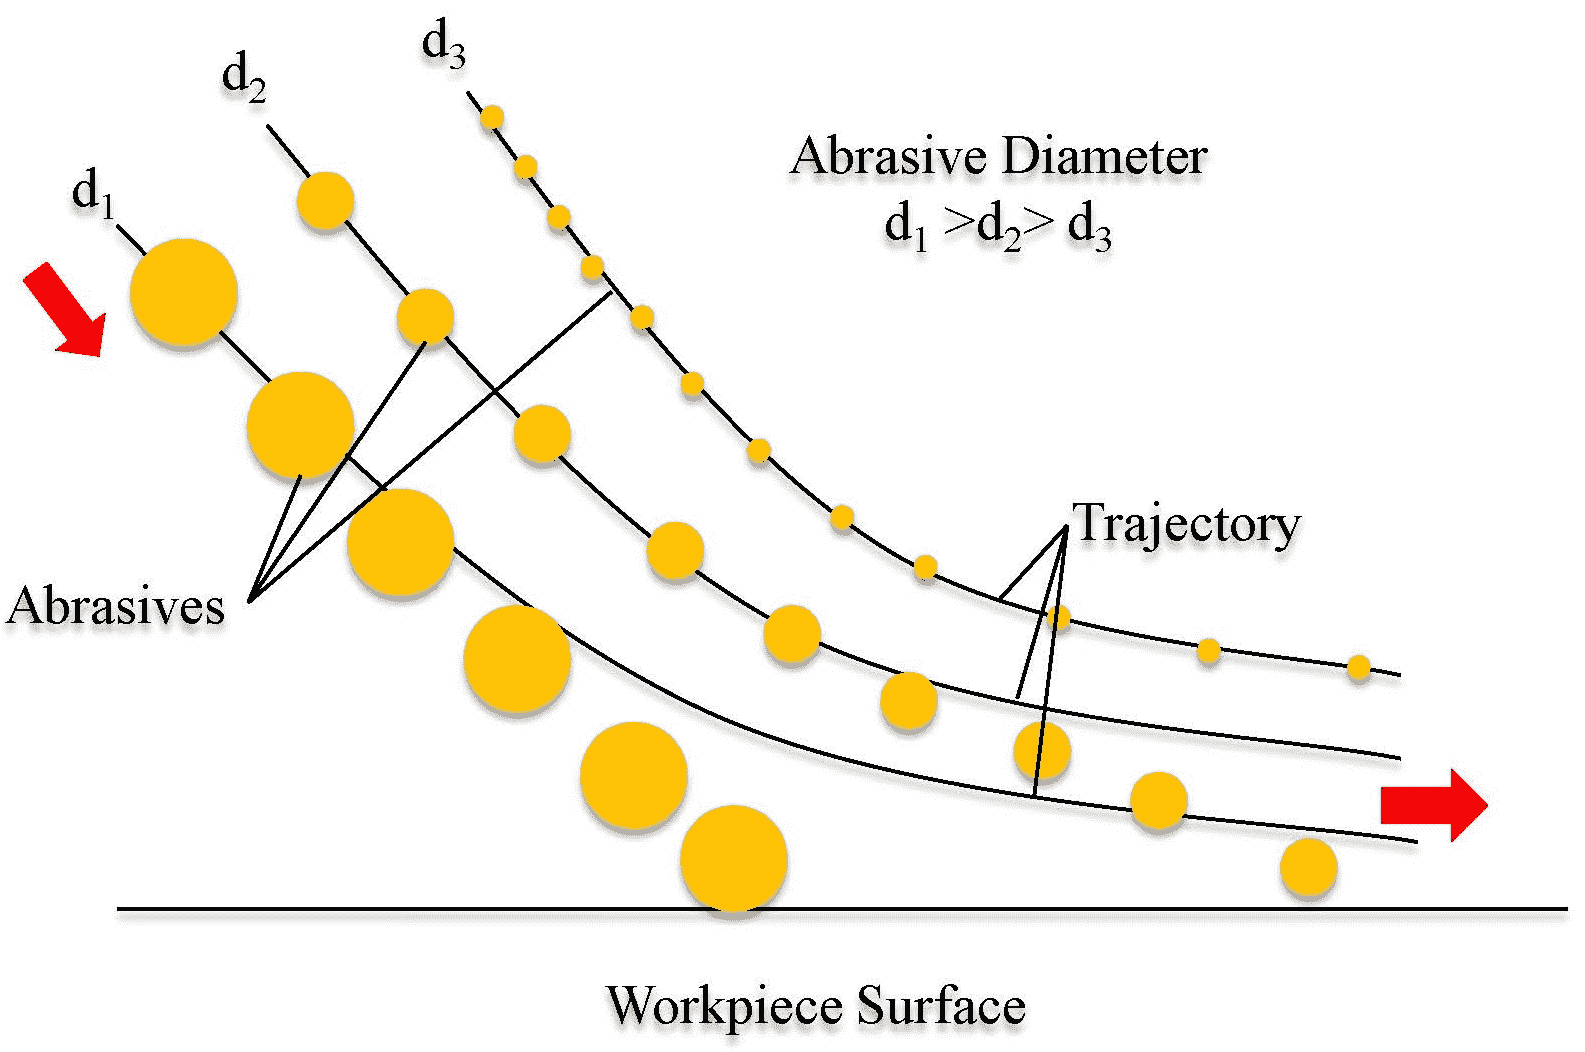 d3
d2
d1
Abrasive Diameter
d1 >d2> d3
Trajectory
Abrasives
Workpiece Surface